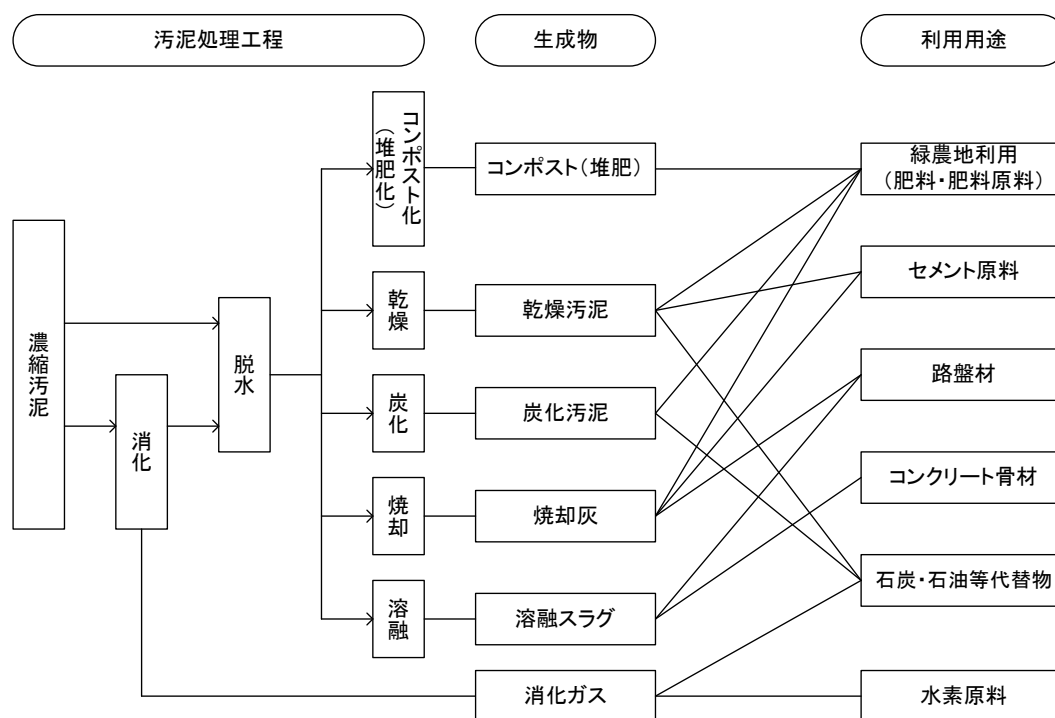 汚泥処理工程
生成物
利用用途
濃縮汚泥
消化
脱水
コンポスト化
（堆肥化）
乾燥
炭化
焼却
溶融
コンポスト（堆肥）
乾燥汚泥
炭化汚泥
焼却灰
溶融スラグ
消化ガス
緑農地利用
（肥料・肥料原料）
セメント原料
路盤材
コンクリート骨材
石炭・石油等代替物
水素原料